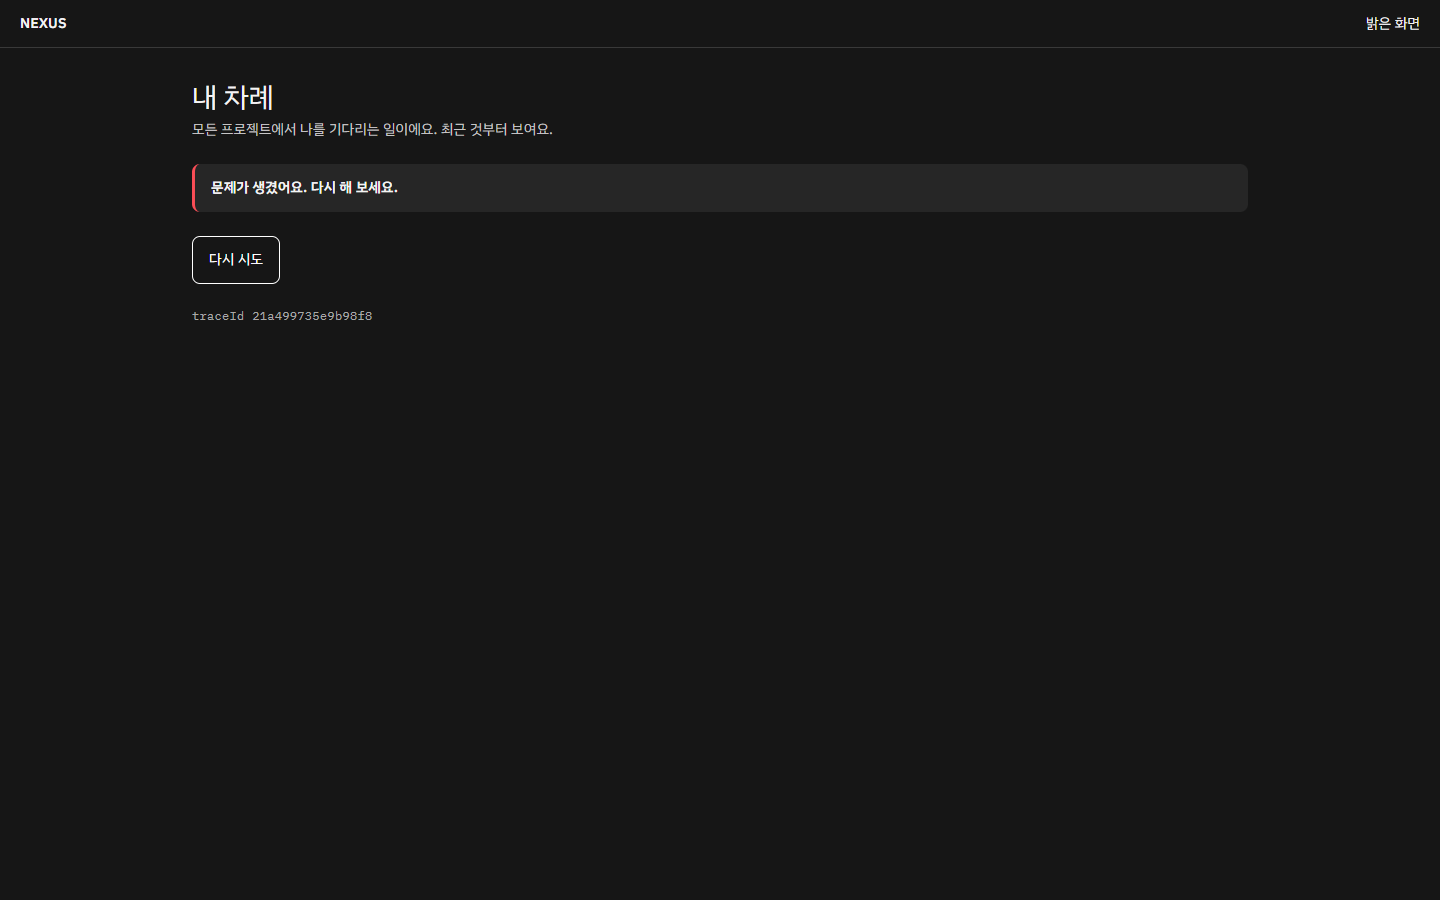 NEXUS
밝은 화면
내 차례
모든 프로젝트에서 나를 기다리는 일이에요. 최근 것부터 보여요.
문제가 생겼어요. 다시 해 보세요.
다시 시도
traceId 21a499735e9b98f8